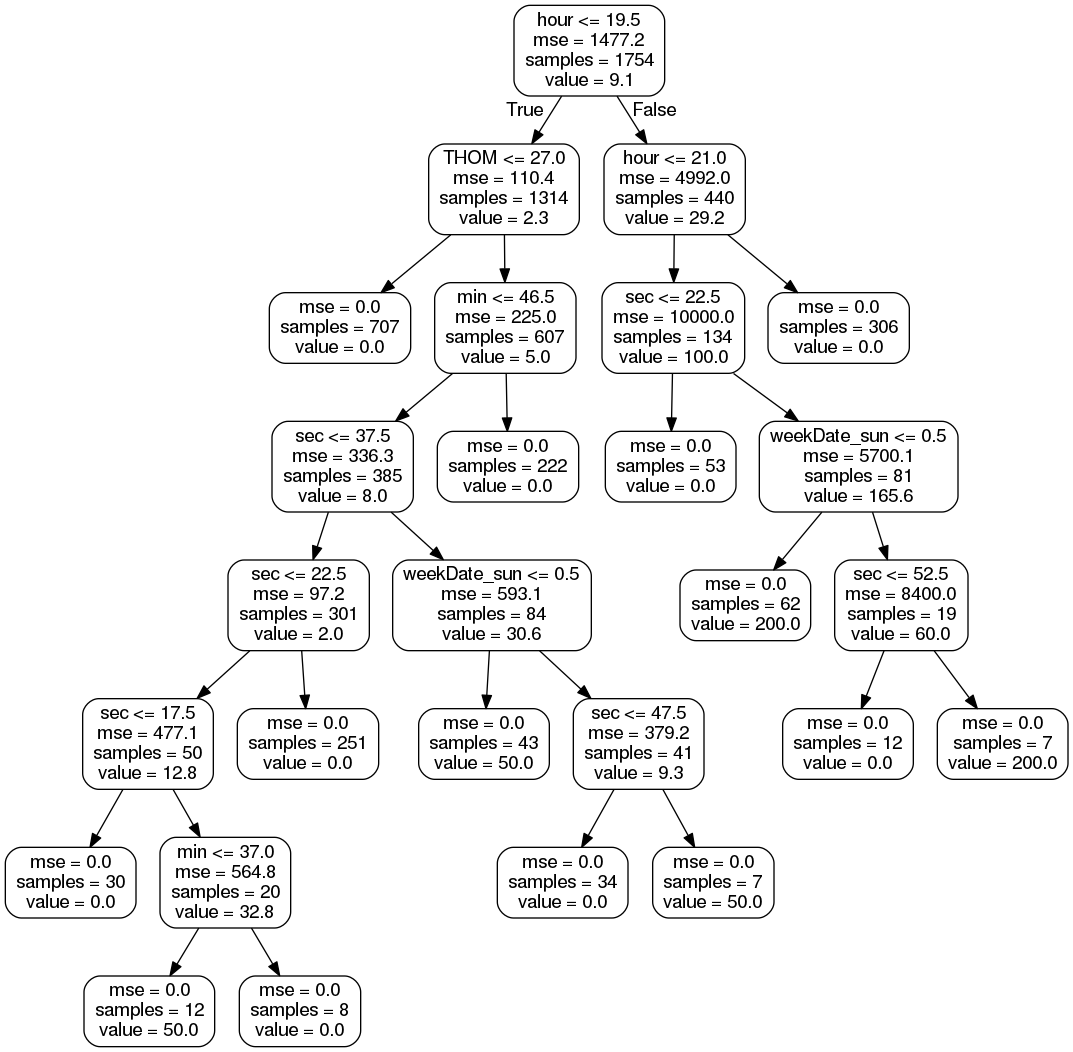 hour <= 19.5
mse = 1477.2
samples = 1754
value = 9.1
True
False
THOM <= 27.0
mse = 110.4
samples = 1314
value = 2.3
hour <= 21.0
mse = 4992.0
samples = 440
value = 29.2
mse = 0.0
samples = 707
value = 0.0
min <= 46.5
mse = 225.0
samples = 607
value = 5.0
sec <= 22.5
mse = 10000.0
samples = 134
value = 100.0
mse = 0.0
samples = 306
value = 0.0
sec <= 37.5
mse = 336.3
samples = 385
value = 8.0
mse = 0.0
samples = 222
value = 0.0
mse = 0.0
samples = 53
value = 0.0
weekDate_sun <= 0.5
mse = 5700.1
samples = 81
value = 165.6
sec <= 22.5
mse = 97.2
samples = 301
value = 2.0
weekDate_sun <= 0.5
mse = 593.1
samples = 84
value = 30.6
mse = 0.0
samples = 62
value = 200.0
sec <= 52.5
mse = 8400.0
samples = 19
value = 60.0
sec <= 17.5
mse = 477.1
samples = 50
value = 12.8
mse = 0.0
samples = 251
value = 0.0
mse = 0.0
samples = 43
value = 50.0
sec <= 47.5
mse = 379.2
samples = 41
value = 9.3
mse = 0.0
samples = 12
value = 0.0
mse = 0.0
samples = 7
value = 200.0
mse = 0.0
samples = 30
value = 0.0
min <= 37.0
mse = 564.8
samples = 20
value = 32.8
mse = 0.0
samples = 34
value = 0.0
mse = 0.0
samples = 7
value = 50.0
mse = 0.0
samples = 12
value = 50.0
mse = 0.0
samples = 8
value = 0.0